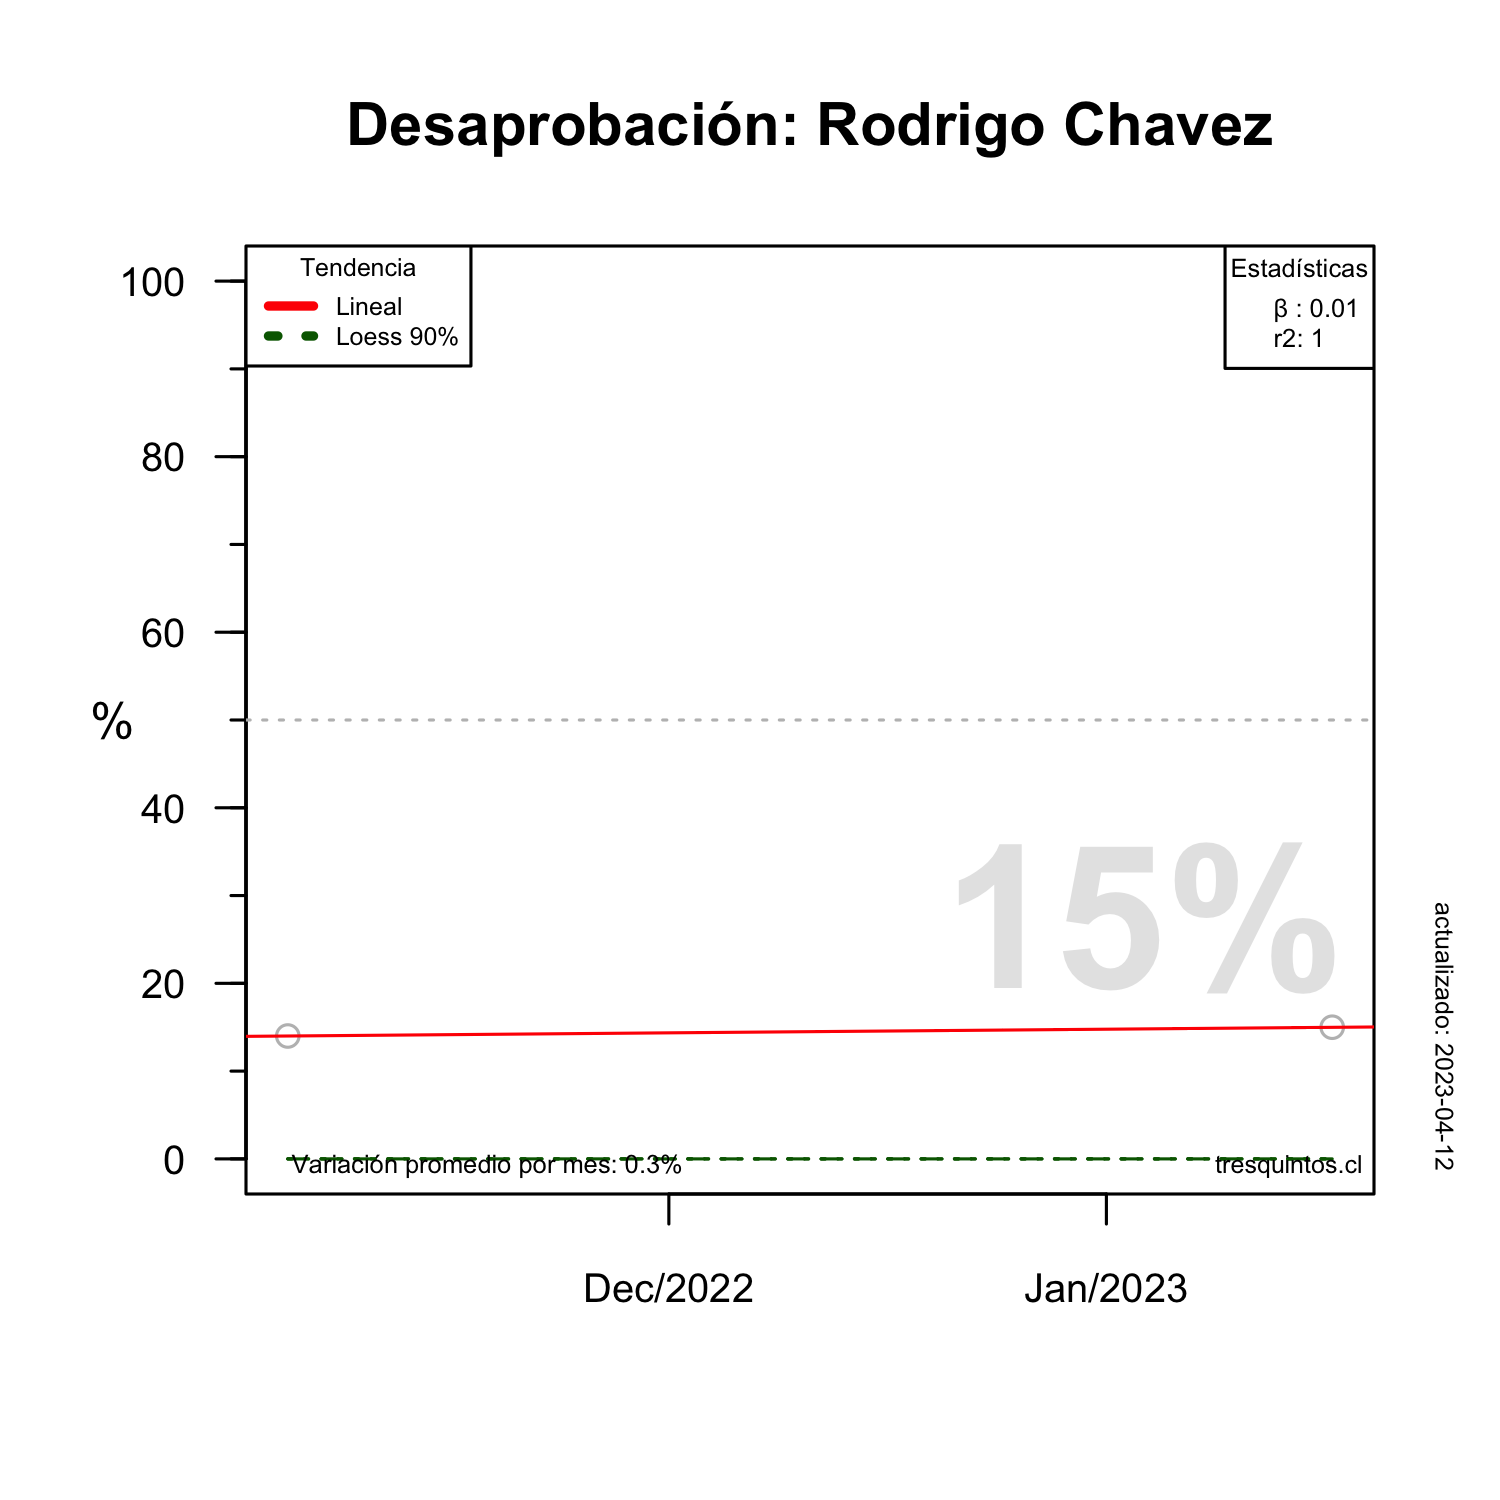 Desaprobación: Rodrigo Chavez
Tendencia
Lineal
Loess 90%
Estadísticas
β : 0.01
r2: 1
100
80
60
40
20
0
%
15%
Variación promedio por mes: 0.3%
tresquintos.cl
actualizado: 2023-04-12
Dec/2022
Jan/2023